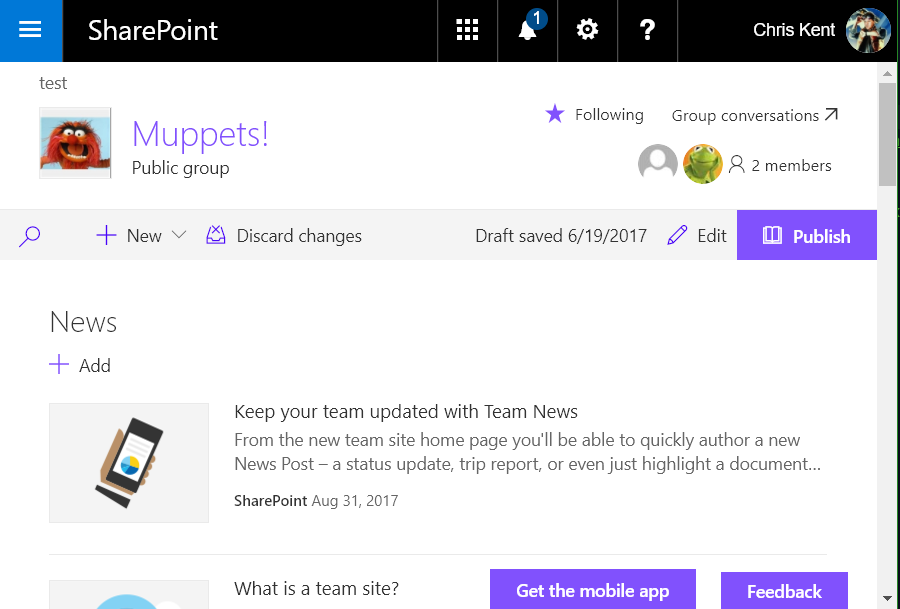 SharePoint
1
?
Chris Kent
test
Muppets!
Public group
Following
Group conversations
2 members
New
Discard changes
Draft saved 6/19/2017
Edit
Publish
News
Add
Keep your team updated with Team News
From the new team site home page you'll be able to quickly author a new
News Post – a status update, trip report, or even just highlight a document...
SharePoint Aug 31, 2017
What is a team site?
Get the mobile app
Feedback